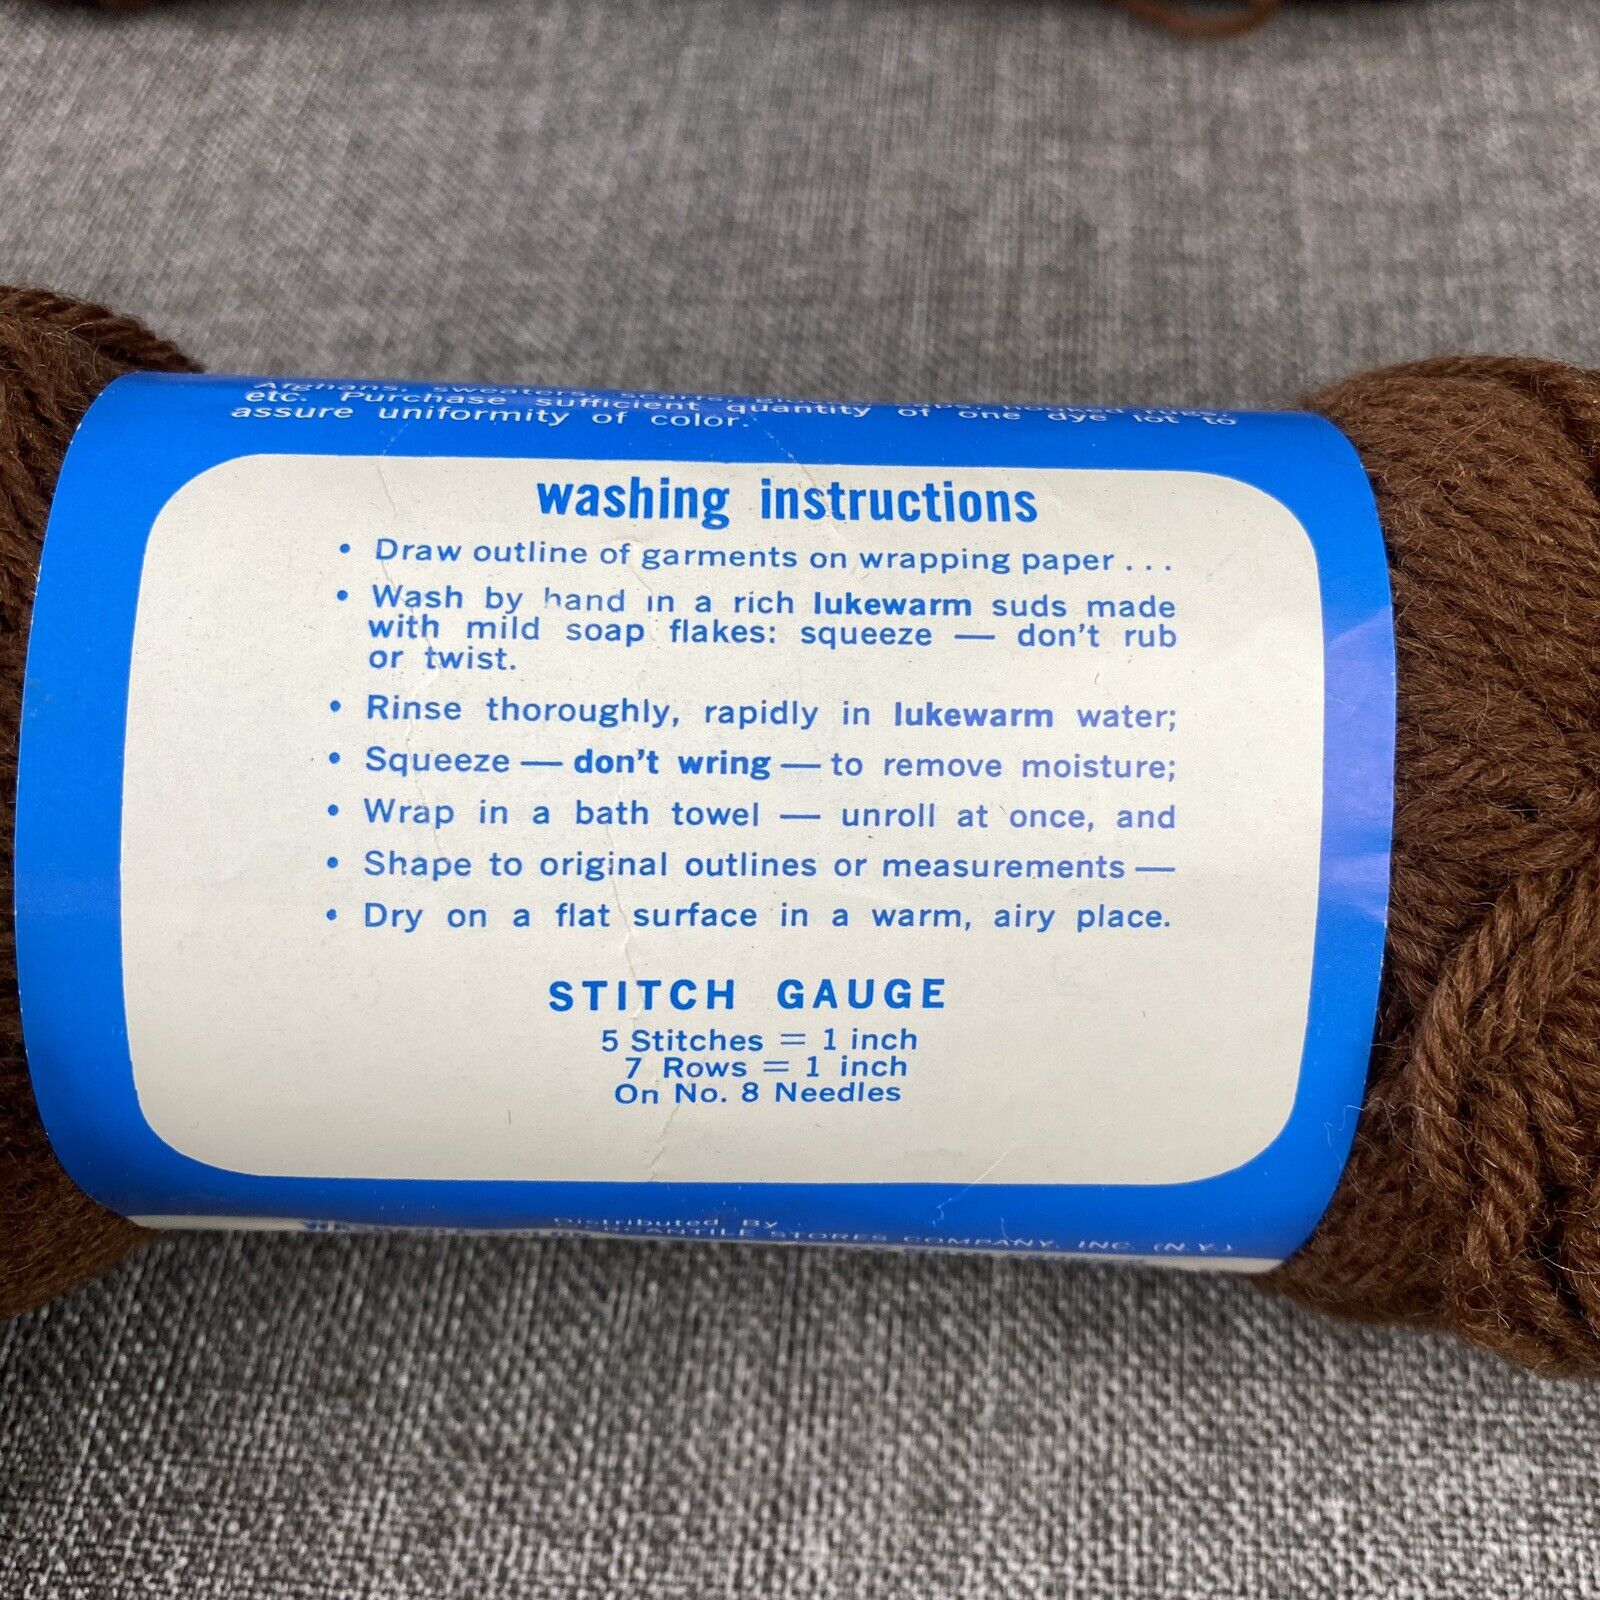 Afghans, sweaters, scarfs,
etc. Purchase sufficient quantity of one dye lot to
assure uniformity of color.
washing instructions
• Draw outline of garments on wrapping paper . . .
• Wash by hand in a rich lukewarm suds made
with mild soap flakes: squeeze — don't rub
or twist.
• Rinse thoroughly, rapidly in lukewarm water;
• Squeeze — don't wring — to remove moisture;
• Wrap in a bath towel — unroll at once, and
• Shape to original outlines or measurements —
• Dry on a flat surface in a warm, airy place.
STITCH GAUGE
5 Stitches = 1 inch
7 Rows = 1 inch
On No. 8 Needles
Distributed By
STORES COMPANY, INC. (N.Y.)